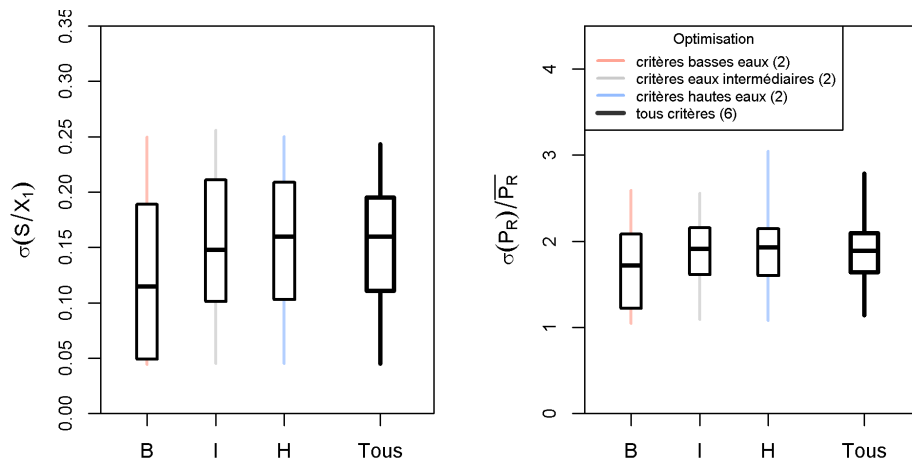 σ(S/X₁)
0.35
0.30
0.25
0.20
0.15
0.10
0.05
0.00
B I H Tous
Optimisation
critères basses eaux (2)
critères eaux intermédiaires (2)
critères hautes eaux (2)
tous critères (6)
σ(P_R)/P̅_R̅
4
3
2
1
0
B I H Tous